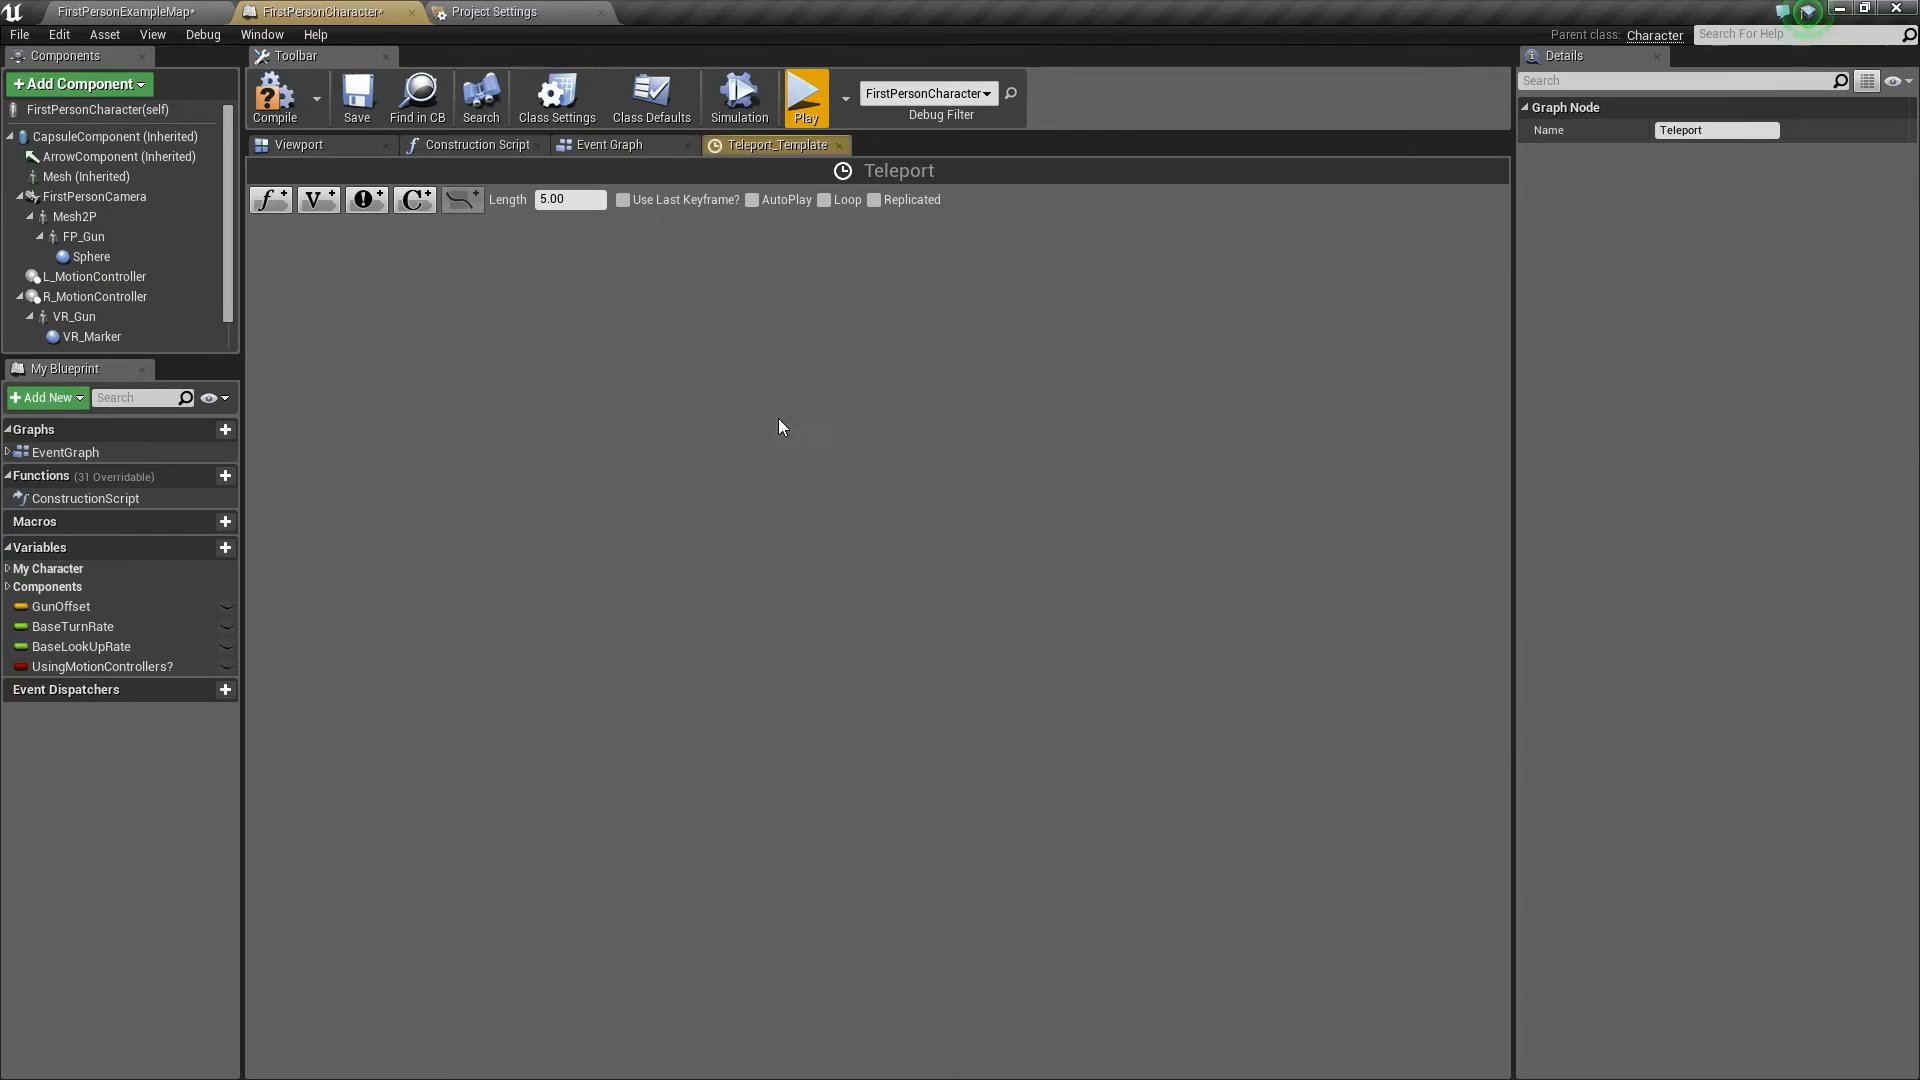 FirstPersonExampleMap*
FirstPersonCharacter*
Project Settings
File Edit Asset View Debug Window Help
Parent class: Character
Search For Help
Components
+Add Component
FirstPersonCharacter(self)
CapsuleComponent (Inherited)
ArrowComponent (Inherited)
Mesh (Inherited)
FirstPersonCamera
Mesh2P
FP_Gun
Sphere
L_MotionController
R_MotionController
VR_Gun
VR_Marker
My Blueprint
+Add New
Search
Graphs
EventGraph
Functions (31 Overridable)
ConstructionScript
Macros
Variables
My Character
Components
GunOffset
BaseTurnRate
BaseLookUpRate
UsingMotionControllers?
Event Dispatchers
Toolbar
Compile
Save
Find in CB
Search
Class Settings
Class Defaults
Simulation
Play
FirstPersonCharacter
Debug Filter
Viewport
Construction Script
Event Graph
Teleport_Template
Teleport
Length 5.00 Use Last Keyframe? AutoPlay Loop Replicated
Details
Search
Graph Node
Name Teleport